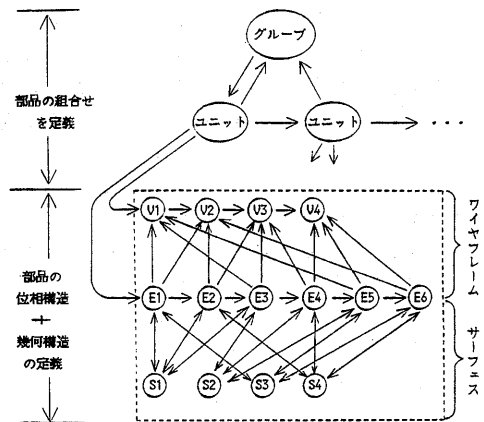 グループ
部品の組合せ
を定義
ユニット
ユニット
・・・
V1
V2
V3
V4
ワイヤフレーム
部品の
位相構造
＋
幾何構造
の定義
E1
E2
E3
E4
E5
E6
サーフェス
S1
S2
S3
S4